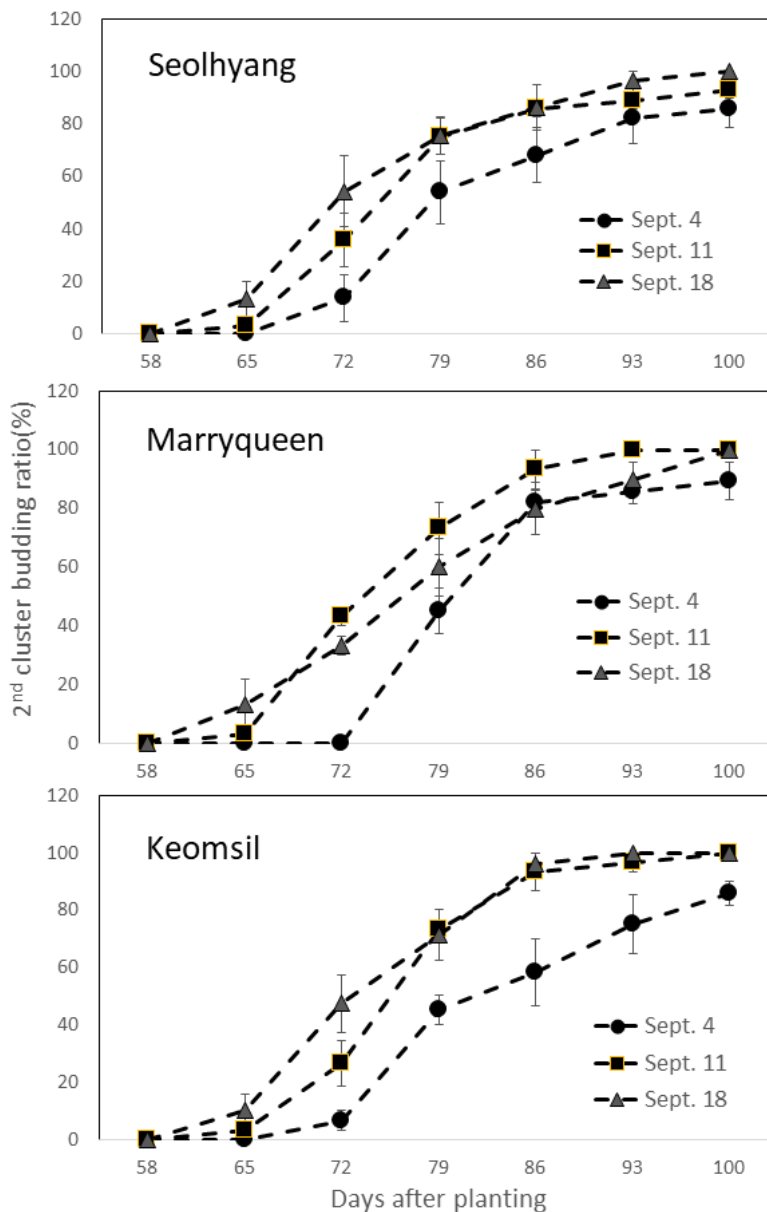 120
Seolhyang
100
80
60
40
20
0
Sept. 4
Sept. 11
Sept. 18
58 65 72 79 86 93 100
2nd cluster budding ratio(%)
120
Marryqueen
100
80
60
40
20
0
Sept. 4
Sept. 11
Sept. 18
58 65 72 79 86 93 100
120
Keomsil
100
80
60
40
20
0
Sept. 4
Sept. 11
Sept. 18
58 65 72 79 86 93 100
Days after planting